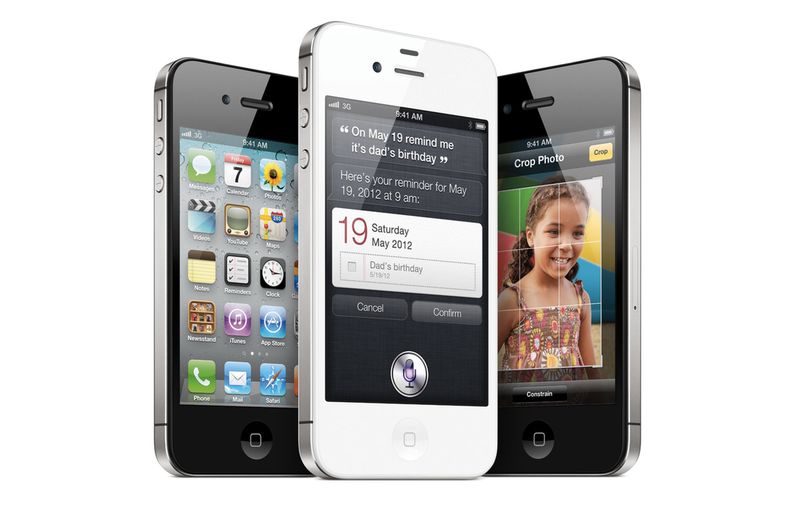 3G
9:41 AM
Messages
Friday
7
Calendar
Photos
Videos
YouTube
Maps
280
Notes
Reminders
Clock
Newsstand
iTunes
App Store
Phone
Mail
Safari
3G
9:41 AM
“ On May 19 remind me
it's dad's birthday ”
Here's your reminder for May
19, 2012 at 9 am:
19
Saturday
May 2012
Dad's birthday
5/19/12
Cancel
Confirm
9:41 AM
Crop Photo
Crop
Constrain